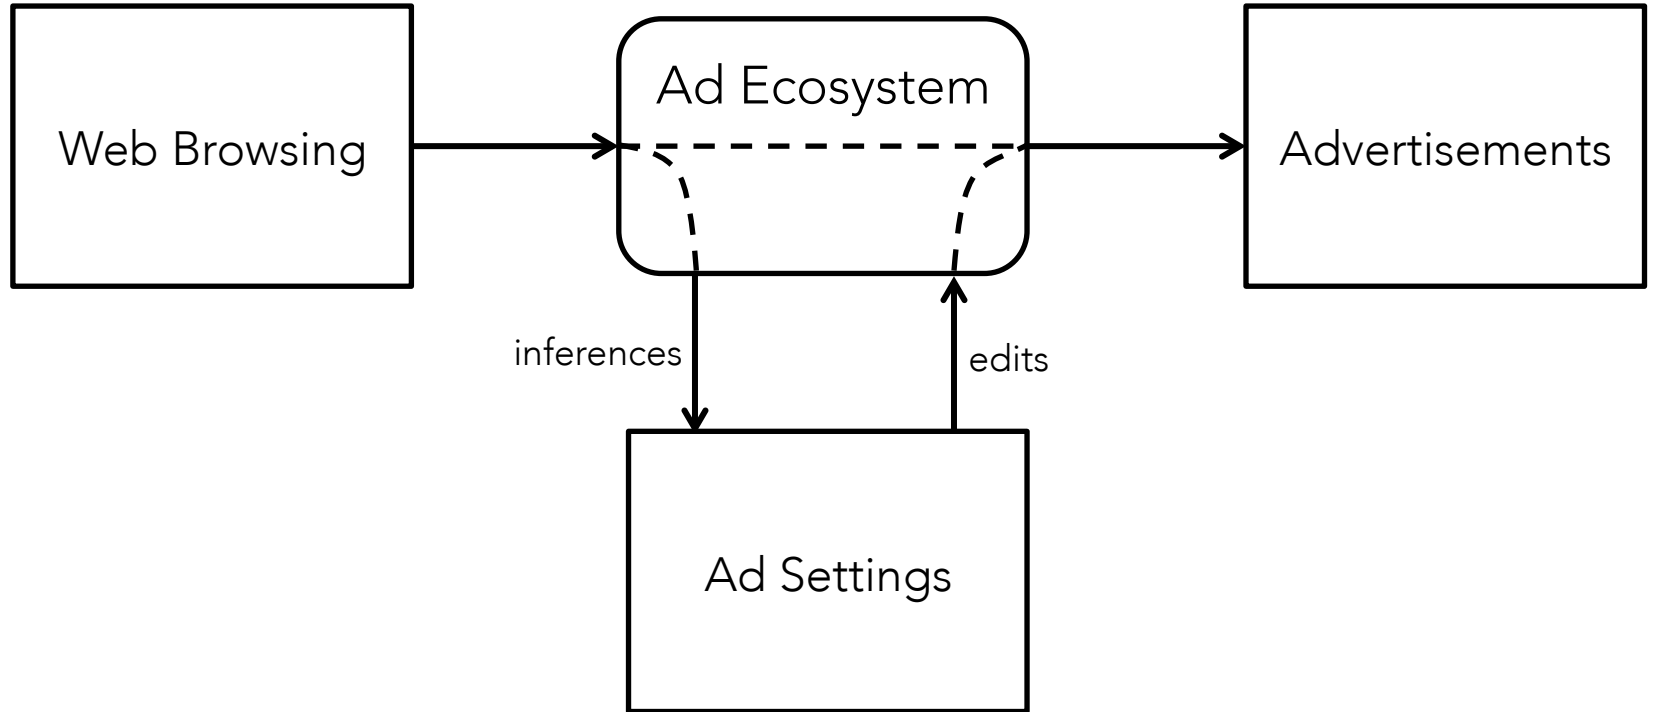 Ad Ecosystem
Web Browsing
Advertisements
inferences
edits
Ad Settings